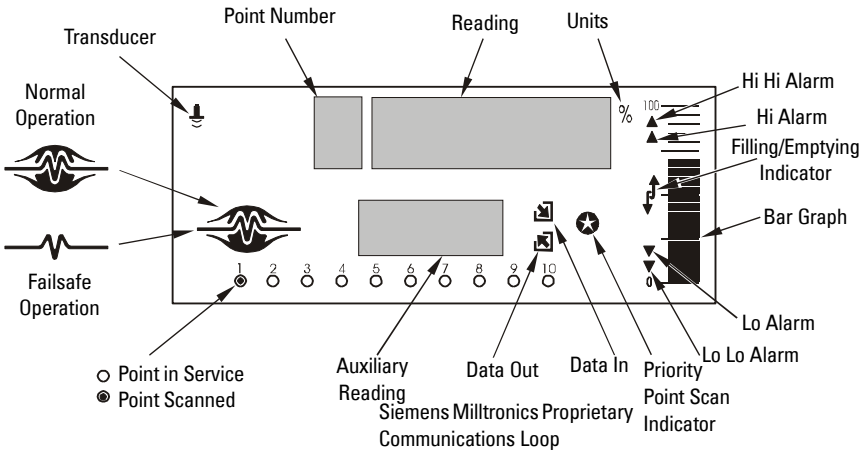 Point Number
Reading
Units
Transducer
Hi Hi Alarm
Normal
Operation
%
100
Hi Alarm
Filling/Emptying
Indicator
Bar Graph
Failsafe
Operation
1 2 3 4 5 6 7 8 9 10
0
Lo Alarm
Lo Lo Alarm
Point in Service
Point Scanned
Auxiliary
Reading
Data Out
Data In
Priority
Point Scan
Indicator
Siemens Milltronics Proprietary
Communications Loop